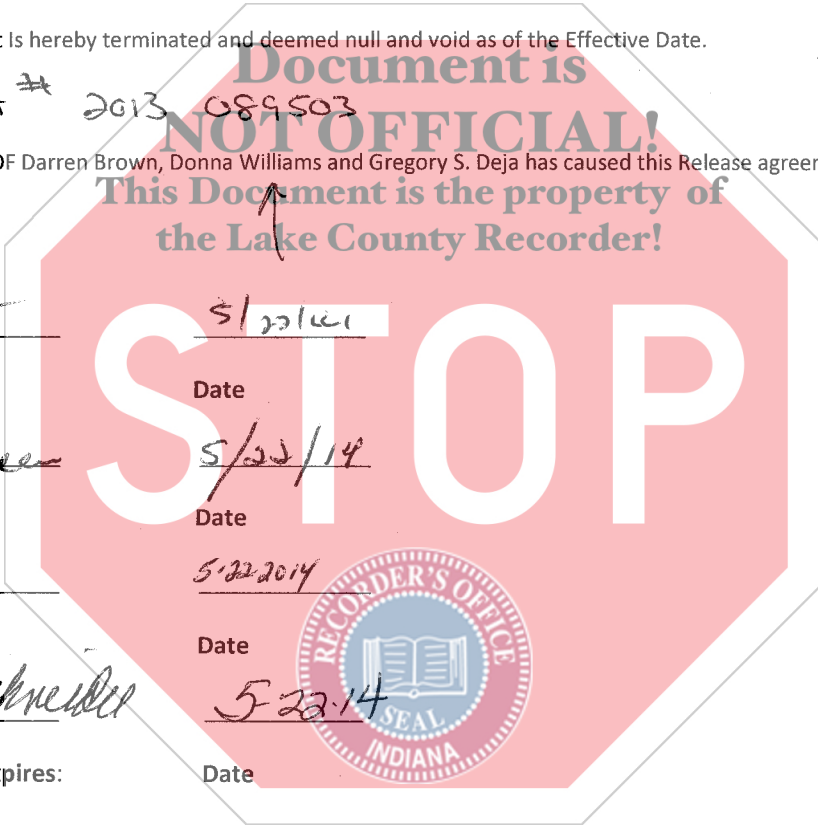 Is hereby terminated and deemed null and void as of the Effective Date.
Document is
# 2013 089503
NOT OFFICIAL!
OF Darren Brown, Donna Williams and Gregory S. Deja has caused this Release agreer
This Document is the property of
the Lake County Recorder!
5/22/14
STOP
Date
5/22/14
Date
5-22-2014
RECORDER'S OFFICE
Date
5-22-14
SEAL
INDIANA
pires: Date